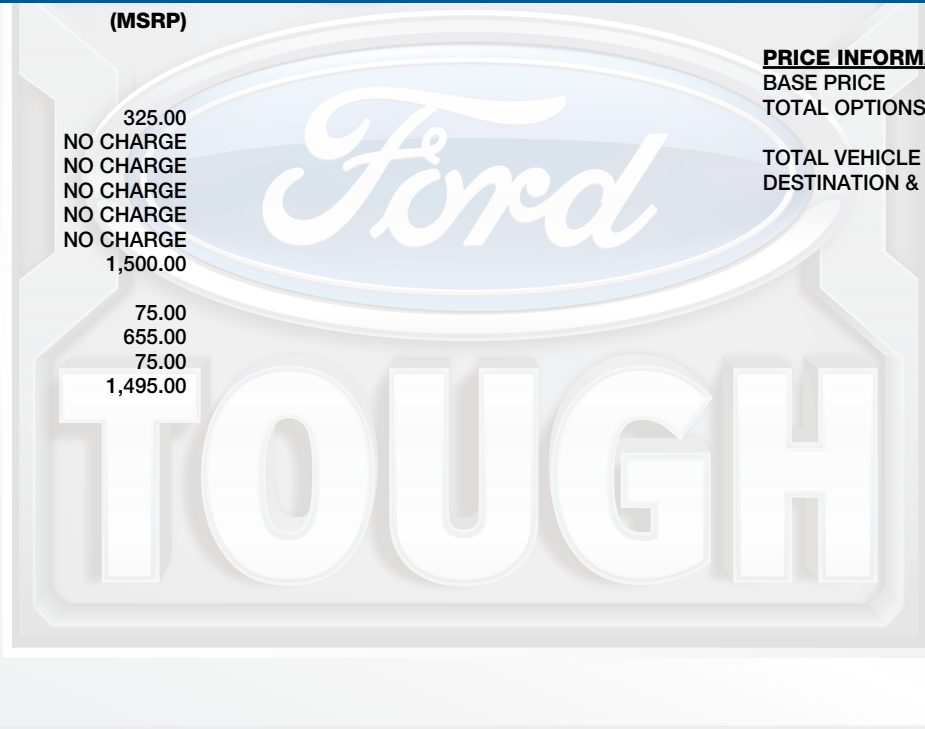 (MSRP)
325.00
NO CHARGE
NO CHARGE
NO CHARGE
NO CHARGE
NO CHARGE
1,500.00
75.00
655.00
75.00
1,495.00
PRICE INFORMA
BASE PRICE
TOTAL OPTIONS
TOTAL VEHICLE
DESTINATION &
Ford
TOUGH